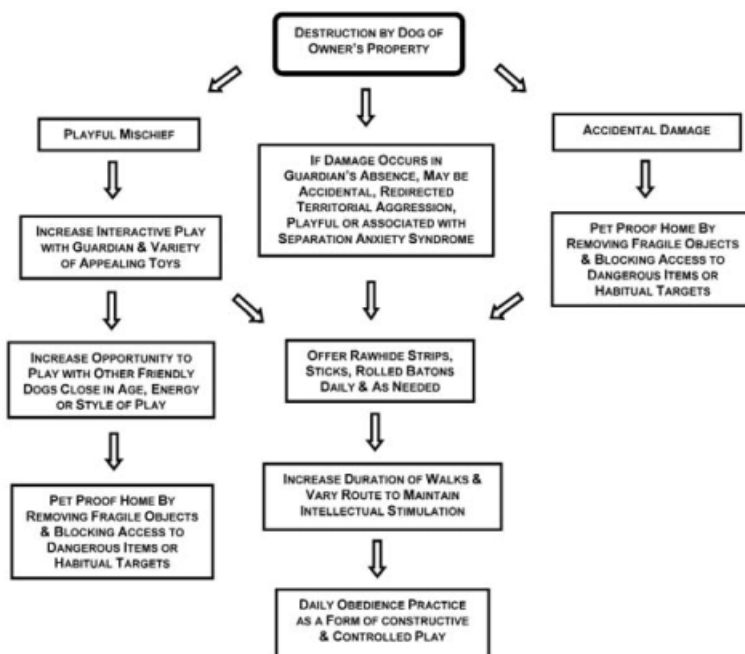 DESTRUCTION BY DOG OF
OWNER'S PROPERTY
PLAYFUL MISCHIEF
IF DAMAGE OCCURS IN
GUARDIAN'S ABSENCE, MAY BE
ACCIDENTAL, REDIRECTED
TERRITORIAL AGGRESSION,
PLAYFUL OR ASSOCIATED WITH
SEPARATION ANXIETY SYNDROME
ACCIDENTAL DAMAGE
INCREASE INTERACTIVE PLAY
WITH GUARDIAN & VARIETY
OF APPEALING TOYS
PET PROOF HOME BY
REMOVING FRAGILE OBJECTS
& BLOCKING ACCESS TO
DANGEROUS ITEMS OR
HABITUAL TARGETS
INCREASE OPPORTUNITY TO
PLAY WITH OTHER FRIENDLY
DOGS CLOSE IN AGE, ENERGY
OR STYLE OF PLAY
OFFER RAWHIDE STRIPS,
STICKS, ROLLED BATONS
DAILY & AS NEEDED
PET PROOF HOME BY
REMOVING FRAGILE OBJECTS
& BLOCKING ACCESS TO
DANGEROUS ITEMS OR
HABITUAL TARGETS
INCREASE DURATION OF WALKS &
VARY ROUTE TO MAINTAIN
INTELLECTUAL STIMULATION
DAILY OBEDIENCE PRACTICE
AS A FORM OF CONSTRUCTIVE
& CONTROLLED PLAY